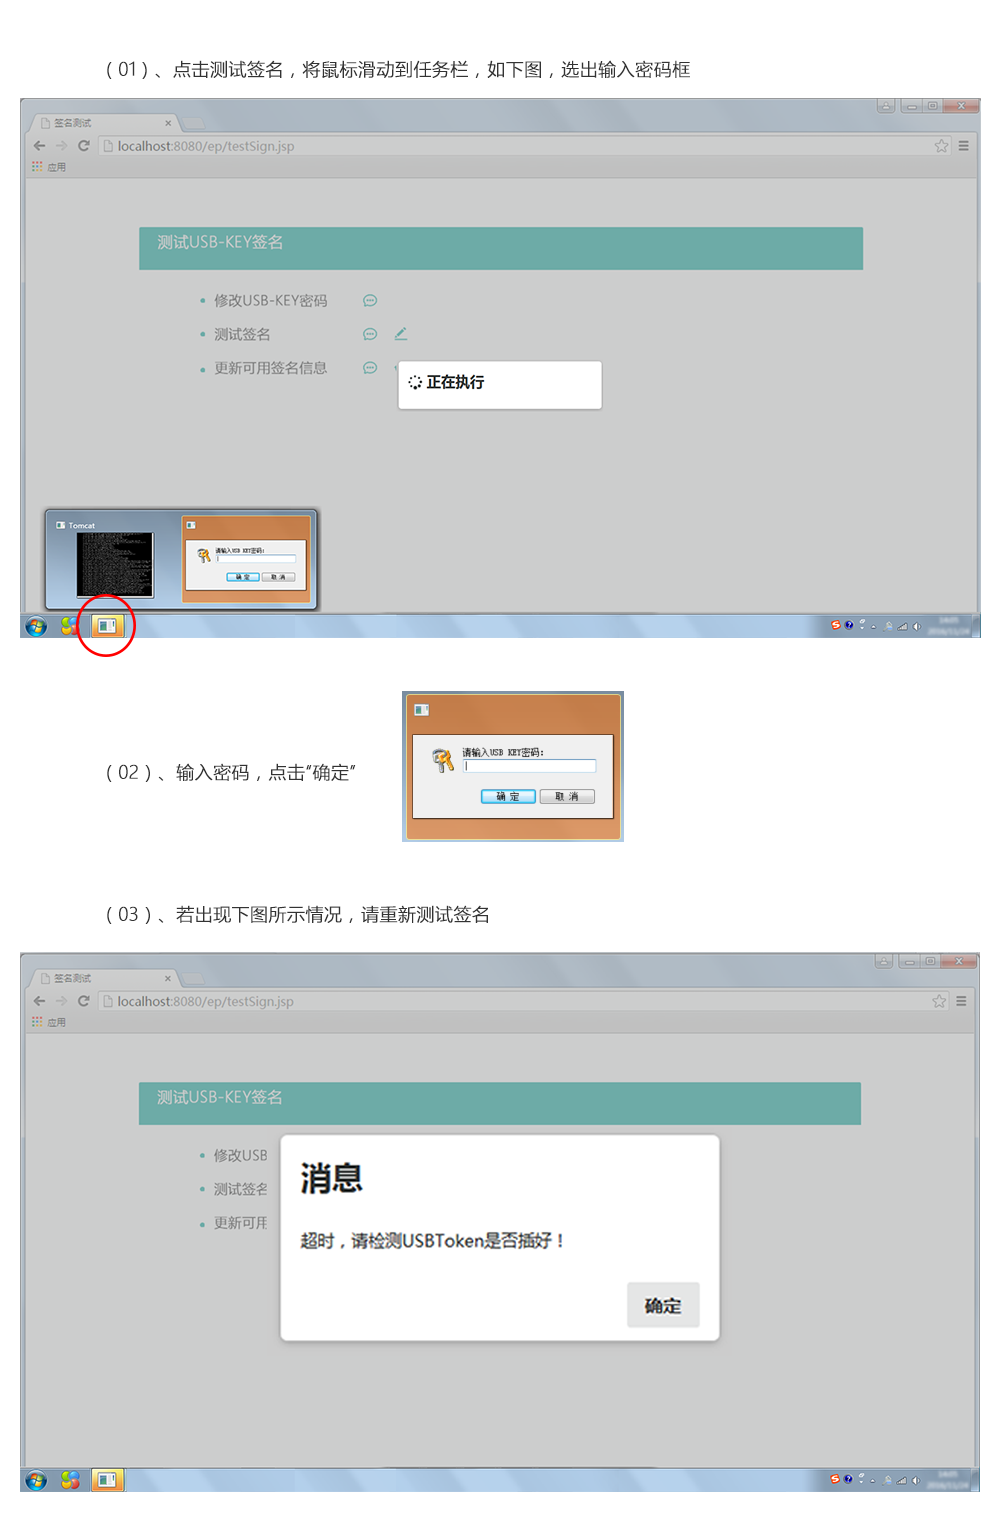 （01）、点击测试签名，将鼠标滑动到任务栏，如下图，选出输入密码框
签名测试
localhost:8080/ep/testSign.jsp
应用
测试USB-KEY签名
修改USB-KEY密码
测试签名
更新可用签名信息
正在执行
Tomcat
请输入USB KEY密码:
确 定 取 消
（02）、输入密码，点击“确定”
请输入USB KEY密码:
确 定 取 消
（03）、若出现下图所示情况，请重新测试签名
签名测试
localhost:8080/ep/testSign.jsp
应用
测试USB-KEY签名
修改USB
测试签名
更新可用
消息
超时，请检测USBToken是否插好！
确定